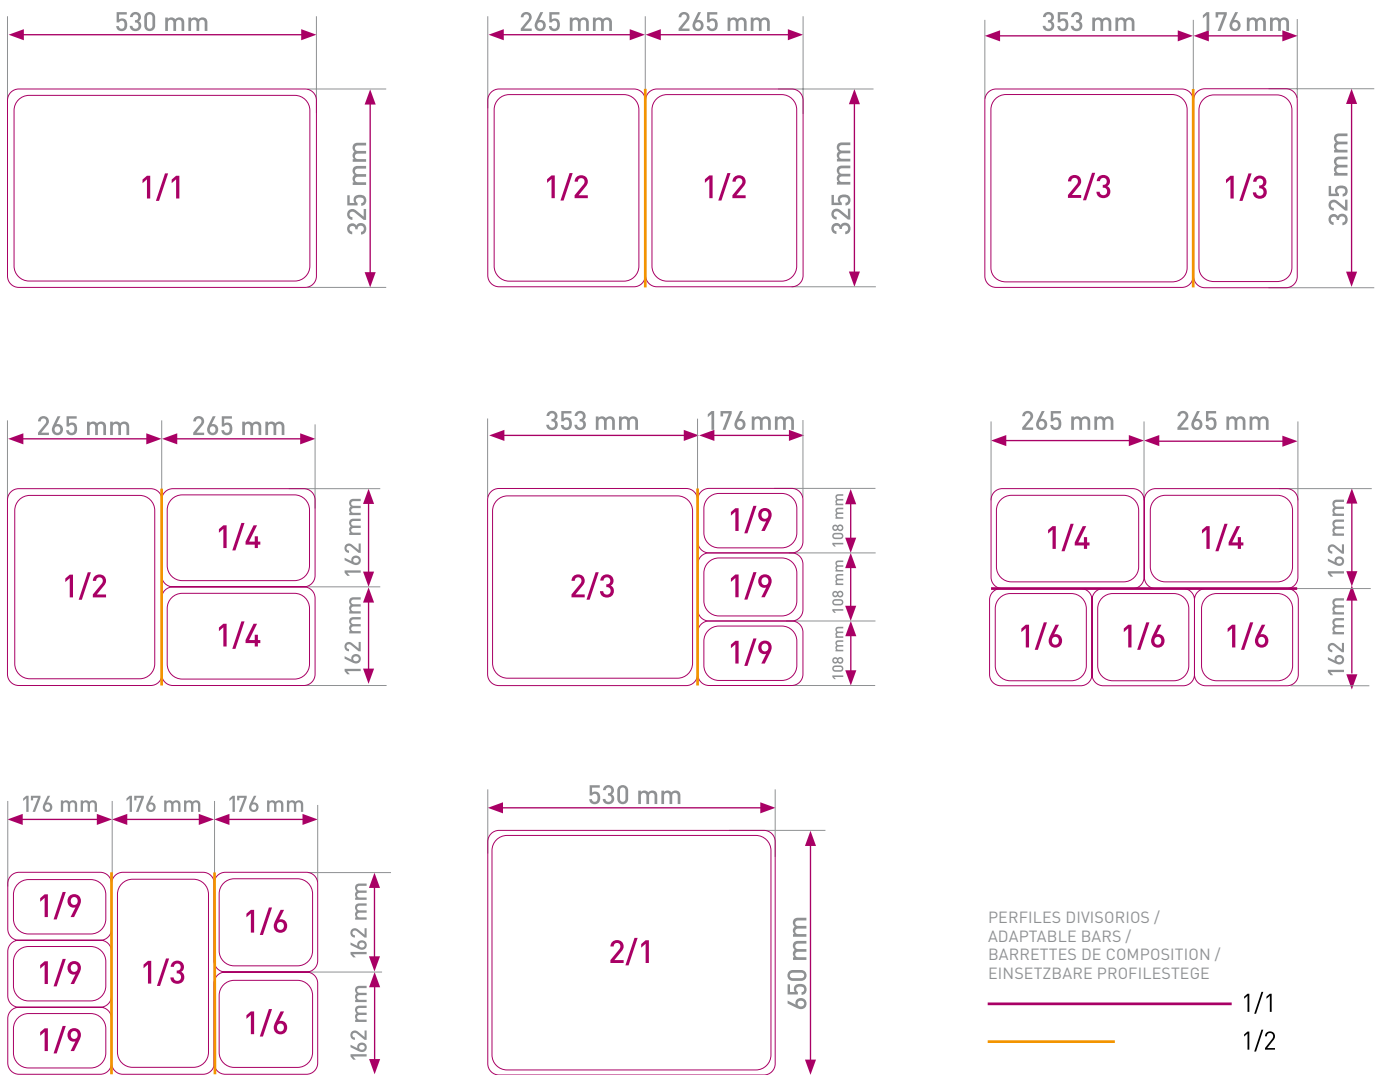 530 mm
265 mm 265 mm
353 mm 176 mm
1/1
325 mm
1/2 1/2
325 mm
2/3 1/3
325 mm
265 mm 265 mm
353 mm 176 mm
265 mm 265 mm
1/2
1/4
1/4
162 mm
162 mm
2/3
1/9
1/9
1/9
108 mm
108 mm
108 mm
1/4 1/4
1/6 1/6 1/6
162 mm
162 mm
176 mm 176 mm 176 mm
530 mm
1/9
1/9
1/9
1/3
1/6
1/6
162 mm
162 mm
2/1
650 mm
PERFILES DIVISORIOS /
ADAPTABLE BARS /
BARRETTES DE COMPOSITION /
EINSETZBARE PROFILESTEGE
1/1
1/2